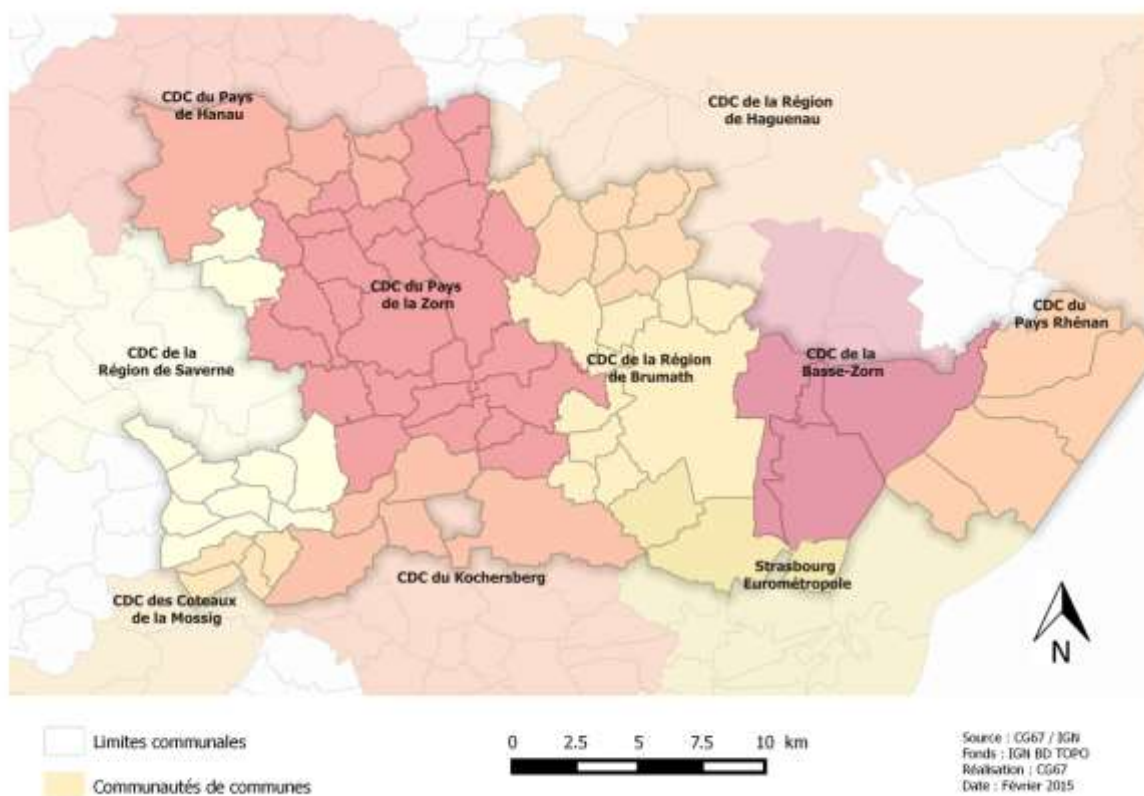 CDC du Pays
de Hanau
CDC de la Région
de Haguenau
CDC du Pays
de la Zorn
CDC du
Pays Rhénan
CDC de la
Région de Saverne
CDC de la Région
de Brumath
CDC de la
Basse-Zorn
CDC des Coteaux
de la Mossig
CDC du Kochersberg
Strasbourg
Eurométropole
N
Limites communales
Communautés de communes
0 2.5 5 7.5 10 km
Source : CG67 / IGN
Fonds : IGN BD TOPO
Réalisation : CG67
Date : Février 2015